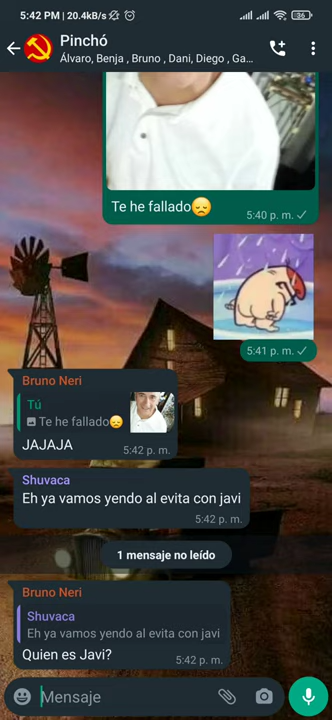 5:42 PM | 20.4kB/s
36
Pinchó
Álvaro, Benja , Bruno , Dani, Diego , Ga...
Te he fallado😞
5:40 p. m.
5:41 p. m.
Bruno Neri
Tú
Te he fallado😞
JAJAJA
5:42 p. m.
Shuvaca
Eh ya vamos yendo al evita con javi
5:42 p. m.
1 mensaje no leído
Bruno Neri
Shuvaca
Eh ya vamos yendo al evita con javi
Quien es Javi?
5:42 p. m.
Mensaje